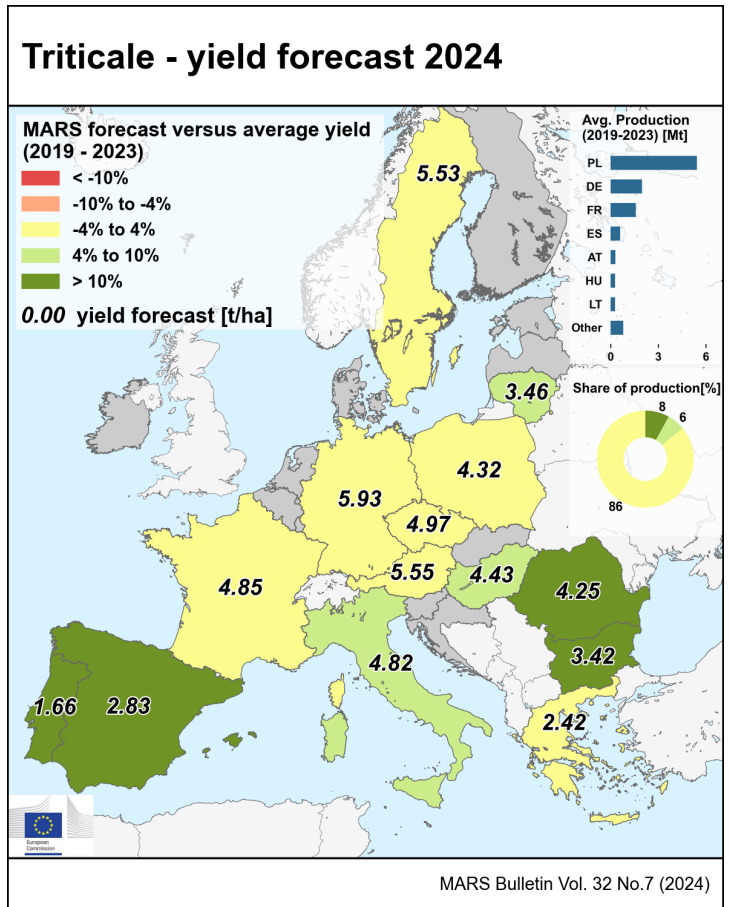 Triticale - yield forecast 2024
MARS forecast versus average yield
(2019 - 2023)
< -10%
-10% to -4%
-4% to 4%
4% to 10%
> 10%
0.00 yield forecast [t/ha]
Avg. Production
(2019-2023) [Mt]
PL
DE
FR
ES
AT
HU
LT
Other
0 3 6
Share of production[%]
8
6
86
5.53
3.46
4.32
5.93
4.97
5.55
4.43
4.85
4.25
4.82
3.42
1.66
2.83
2.42
European
Commission
MARS Bulletin Vol. 32 No.7 (2024)